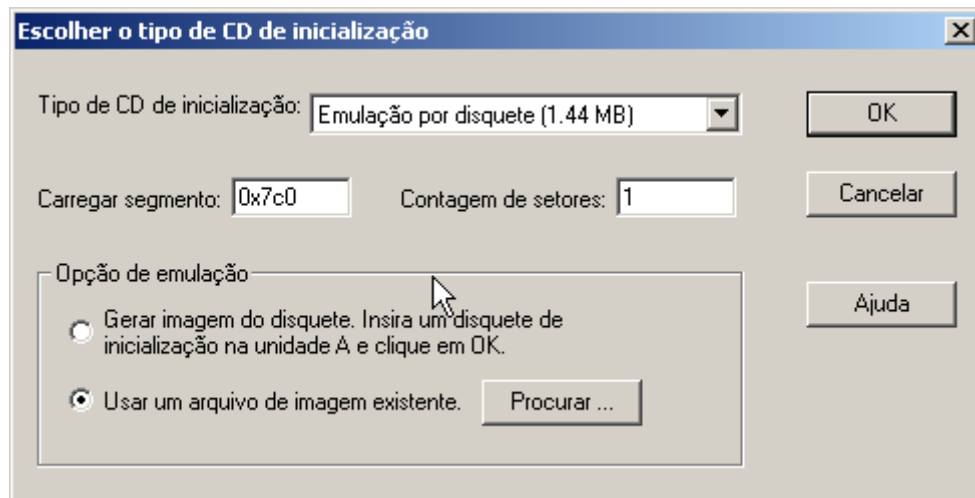 Escolher o tipo de CD de inicialização
Tipo de CD de inicialização: Emulação por disquete (1.44 MB)
OK
Carregar segmento: 0x7c0 Contagem de setores: 1
Cancelar
Opção de emulação
Gerar imagem do disquete. Insira um disquete de
inicialização na unidade A e clique em OK.
Ajuda
Usar um arquivo de imagem existente. Procurar ...